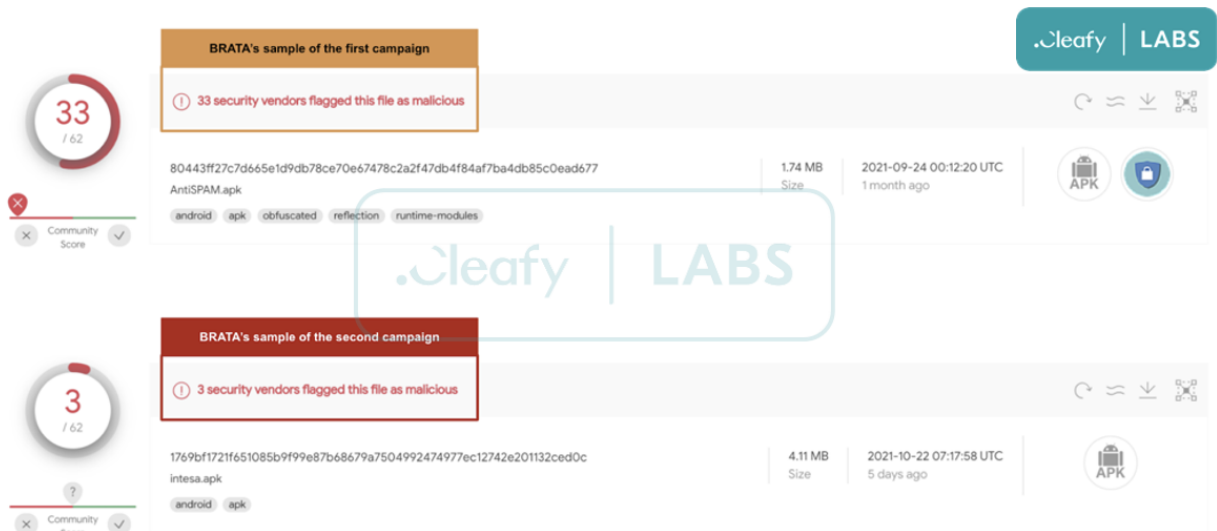 .Cleafy | LABS
BRATA's sample of the first campaign
33 security vendors flagged this file as malicious
33
/ 62
80443ff27c7d665e1d9db78ce70e67478c2a2f47db4f84af7ba4db85c0ead677
AntiSPAM.apk
android apk obfuscated reflection runtime-modules
1.74 MB
Size
2021-09-24 00:12:20 UTC
1 month ago
APK
Community
Score
.Cleafy | LABS
BRATA's sample of the second campaign
3 security vendors flagged this file as malicious
3
/ 62
1769bf1721f651085b9f99e87b68679a7504992474977ec12742e201132ced0c
intesa.apk
android apk
4.11 MB
Size
2021-10-22 07:17:58 UTC
5 days ago
APK
?
Community